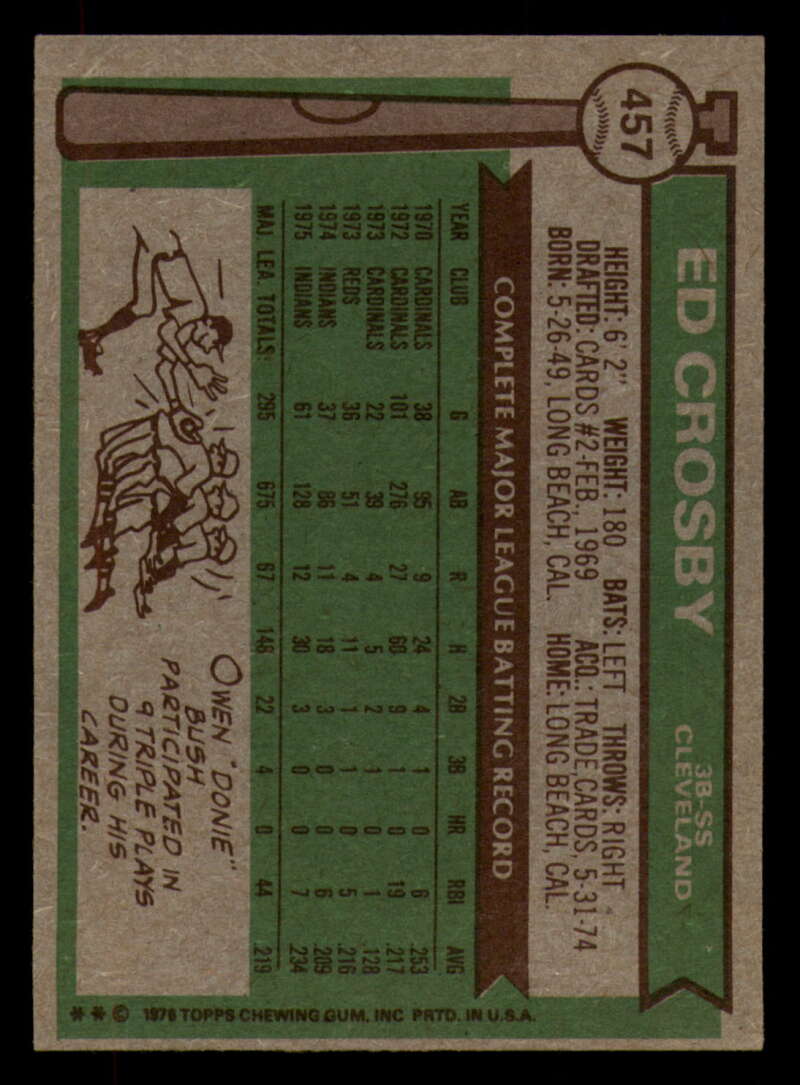 457
ED CROSBY
3B-SS
CLEVELAND
HEIGHT: 6' 2" WEIGHT: 180 BATS: LEFT THROWS: RIGHT
DRAFTED: CARDS #2-FEB., 1969 ACQ.: TRADE, CARDS, 5-31-74
BORN: 5-26-49, LONG BEACH, CAL. HOME: LONG BEACH, CAL.
COMPLETE MAJOR LEAGUE BATTING RECORD
YEAR CLUB G AB R H 2B 3B HR RBI AVG
1970 CARDINALS 38 95 9 24 4 1 0 6 .253
1972 CARDINALS 101 276 27 60 9 1 0 19 .217
1973 CARDINALS 22 39 4 5 2 1 0 1 .128
1973 REDS 36 51 4 11 1 1 0 5 .216
1974 INDIANS 37 86 11 18 3 0 0 6 .209
1975 INDIANS 61 128 12 30 3 0 0 7 .234
MAJ. LEA. TOTALS: 295 675 67 148 22 4 0 44 .219
OWEN "DONIE"
BUSH
PARTICIPATED IN
9 TRIPLE PLAYS
DURING HIS
CAREER.
** © 1976 TOPPS CHEWING GUM, INC PRTD. IN U.S.A.